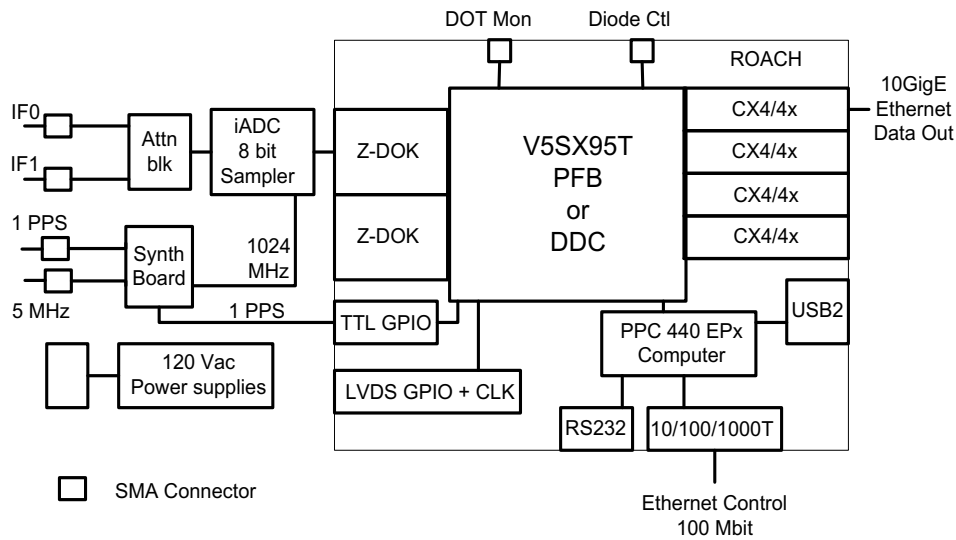 DOT Mon
Diode Ctl
ROACH
10GigE
Ethernet
Data Out
IF0
IF1
Attn
blk
iADC
8 bit
Sampler
Z-DOK
Z-DOK
V5SX95T
PFB
or
DDC
CX4/4x
CX4/4x
CX4/4x
CX4/4x
1 PPS
5 MHz
Synth
Board
1024
MHz
1 PPS
TTL GPIO
LVDS GPIO + CLK
PPC 440 EPx
Computer
USB2
RS232
10/100/1000T
120 Vac
Power supplies
SMA Connector
Ethernet Control
100 Mbit